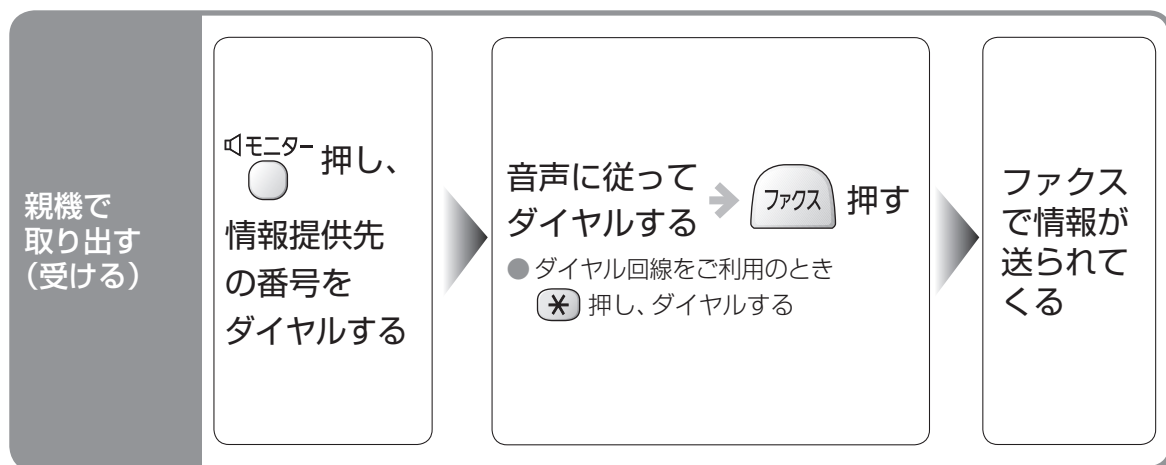 親機で
取り出す
(受ける)
モニター 押し、
情報提供先
の番号を
ダイヤルする
音声に従って
ダイヤルする
ファクス 押す
●ダイヤル回線をご利用のとき
＊ 押し、ダイヤルする
ファクス
で情報が
送られて
くる